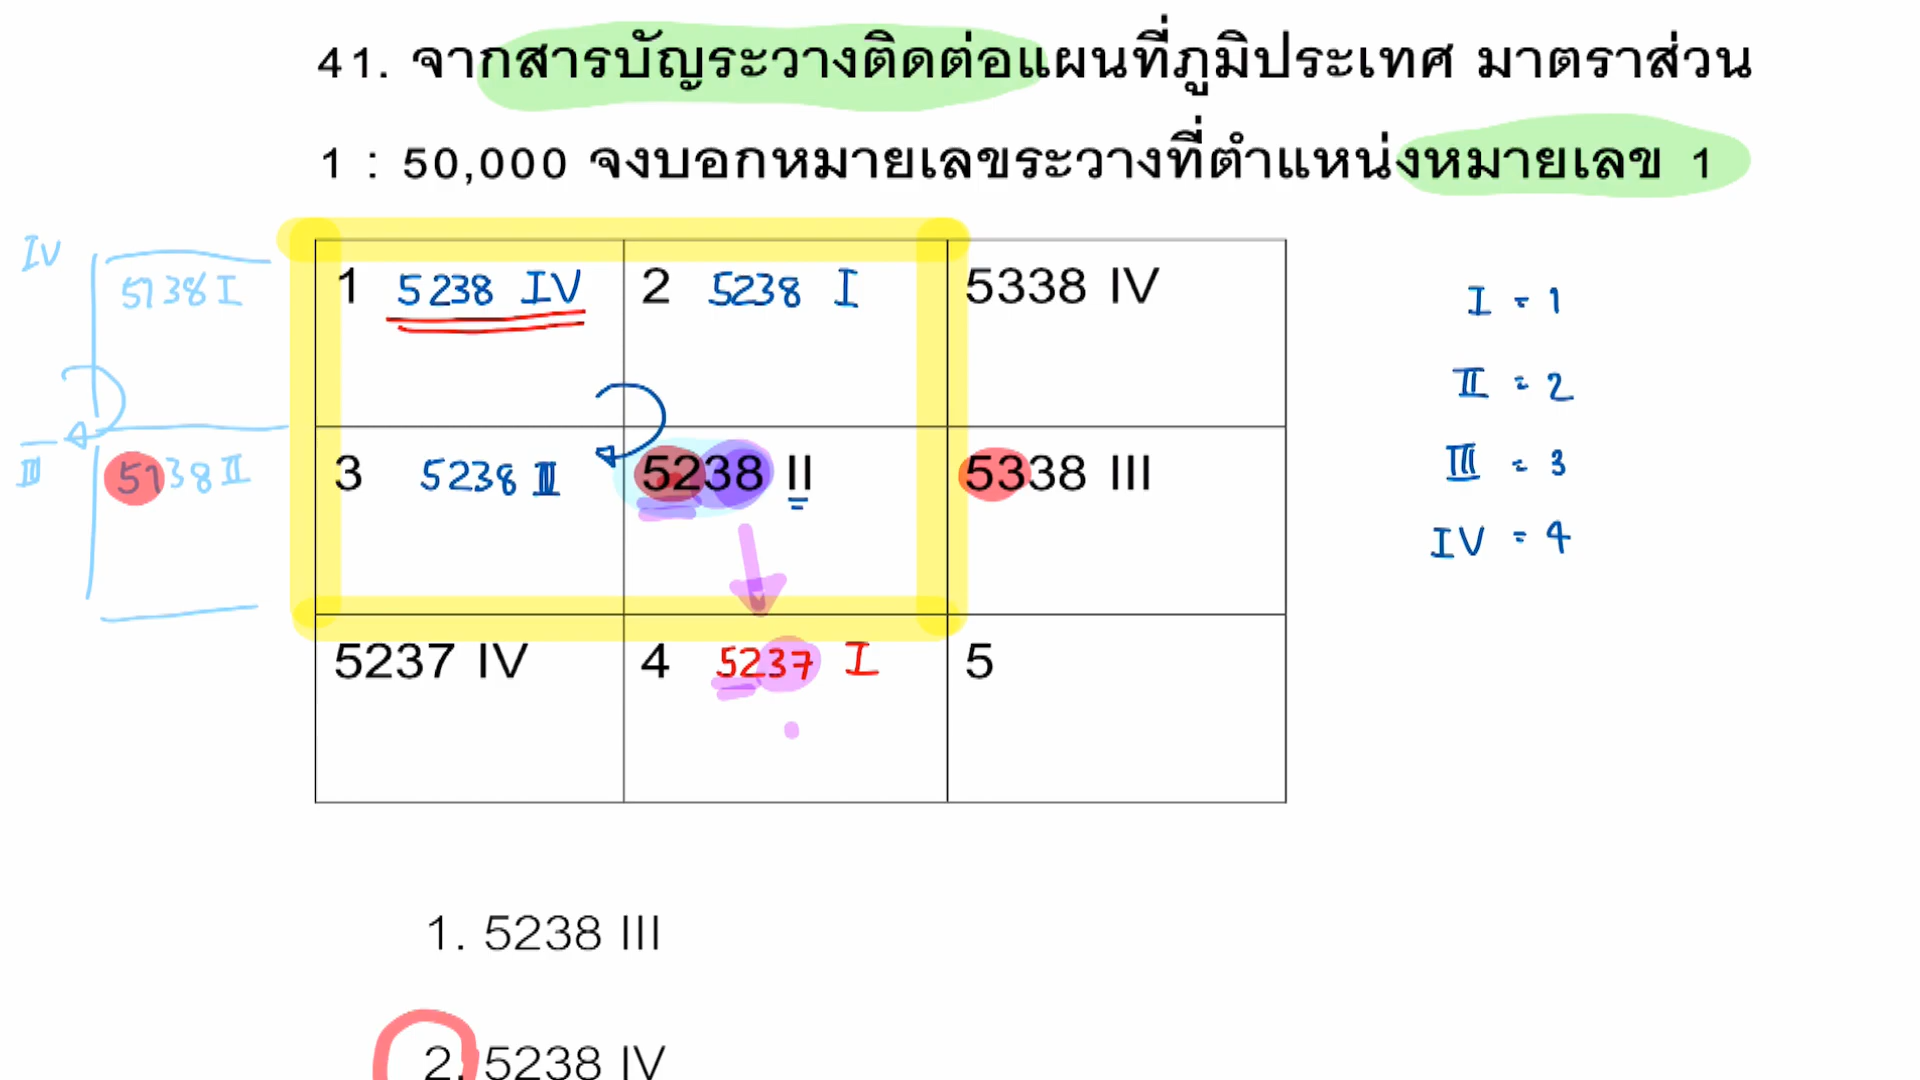 41. จากสารบัญระวางติดต่อแผนที่ภูมิประเทศ มาตราส่วน
1 : 50,000 จงบอกหมายเลขระวางที่ตำแหน่งหมายเลข 1
IV
5138 I
1 5238 IV
2 5238 I
5338 IV
I = 1
II = 2
III
5138 II
3 5238 III
5238 II
5338 III
III = 3
IV = 4
5237 IV
4 5237 I
5
1. 5238 III
2. 5238 IV